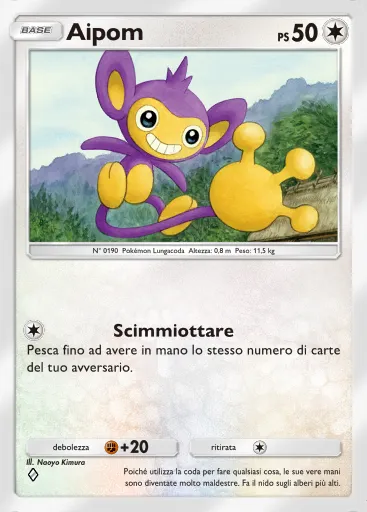 BASE Aipom PS 50
N° 0190 Pokémon Lungacoda Altezza: 0,8 m Peso: 11,5 kg
Scimmiottare
Pesca fino ad avere in mano lo stesso numero di carte
del tuo avversario.
debolezza +20 ritirata
Ill. Naoyo Kimura
Poiché utilizza la coda per fare qualsiasi cosa, le sue vere mani
sono diventate molto maldestre. Fa il nido sugli alberi più alti.